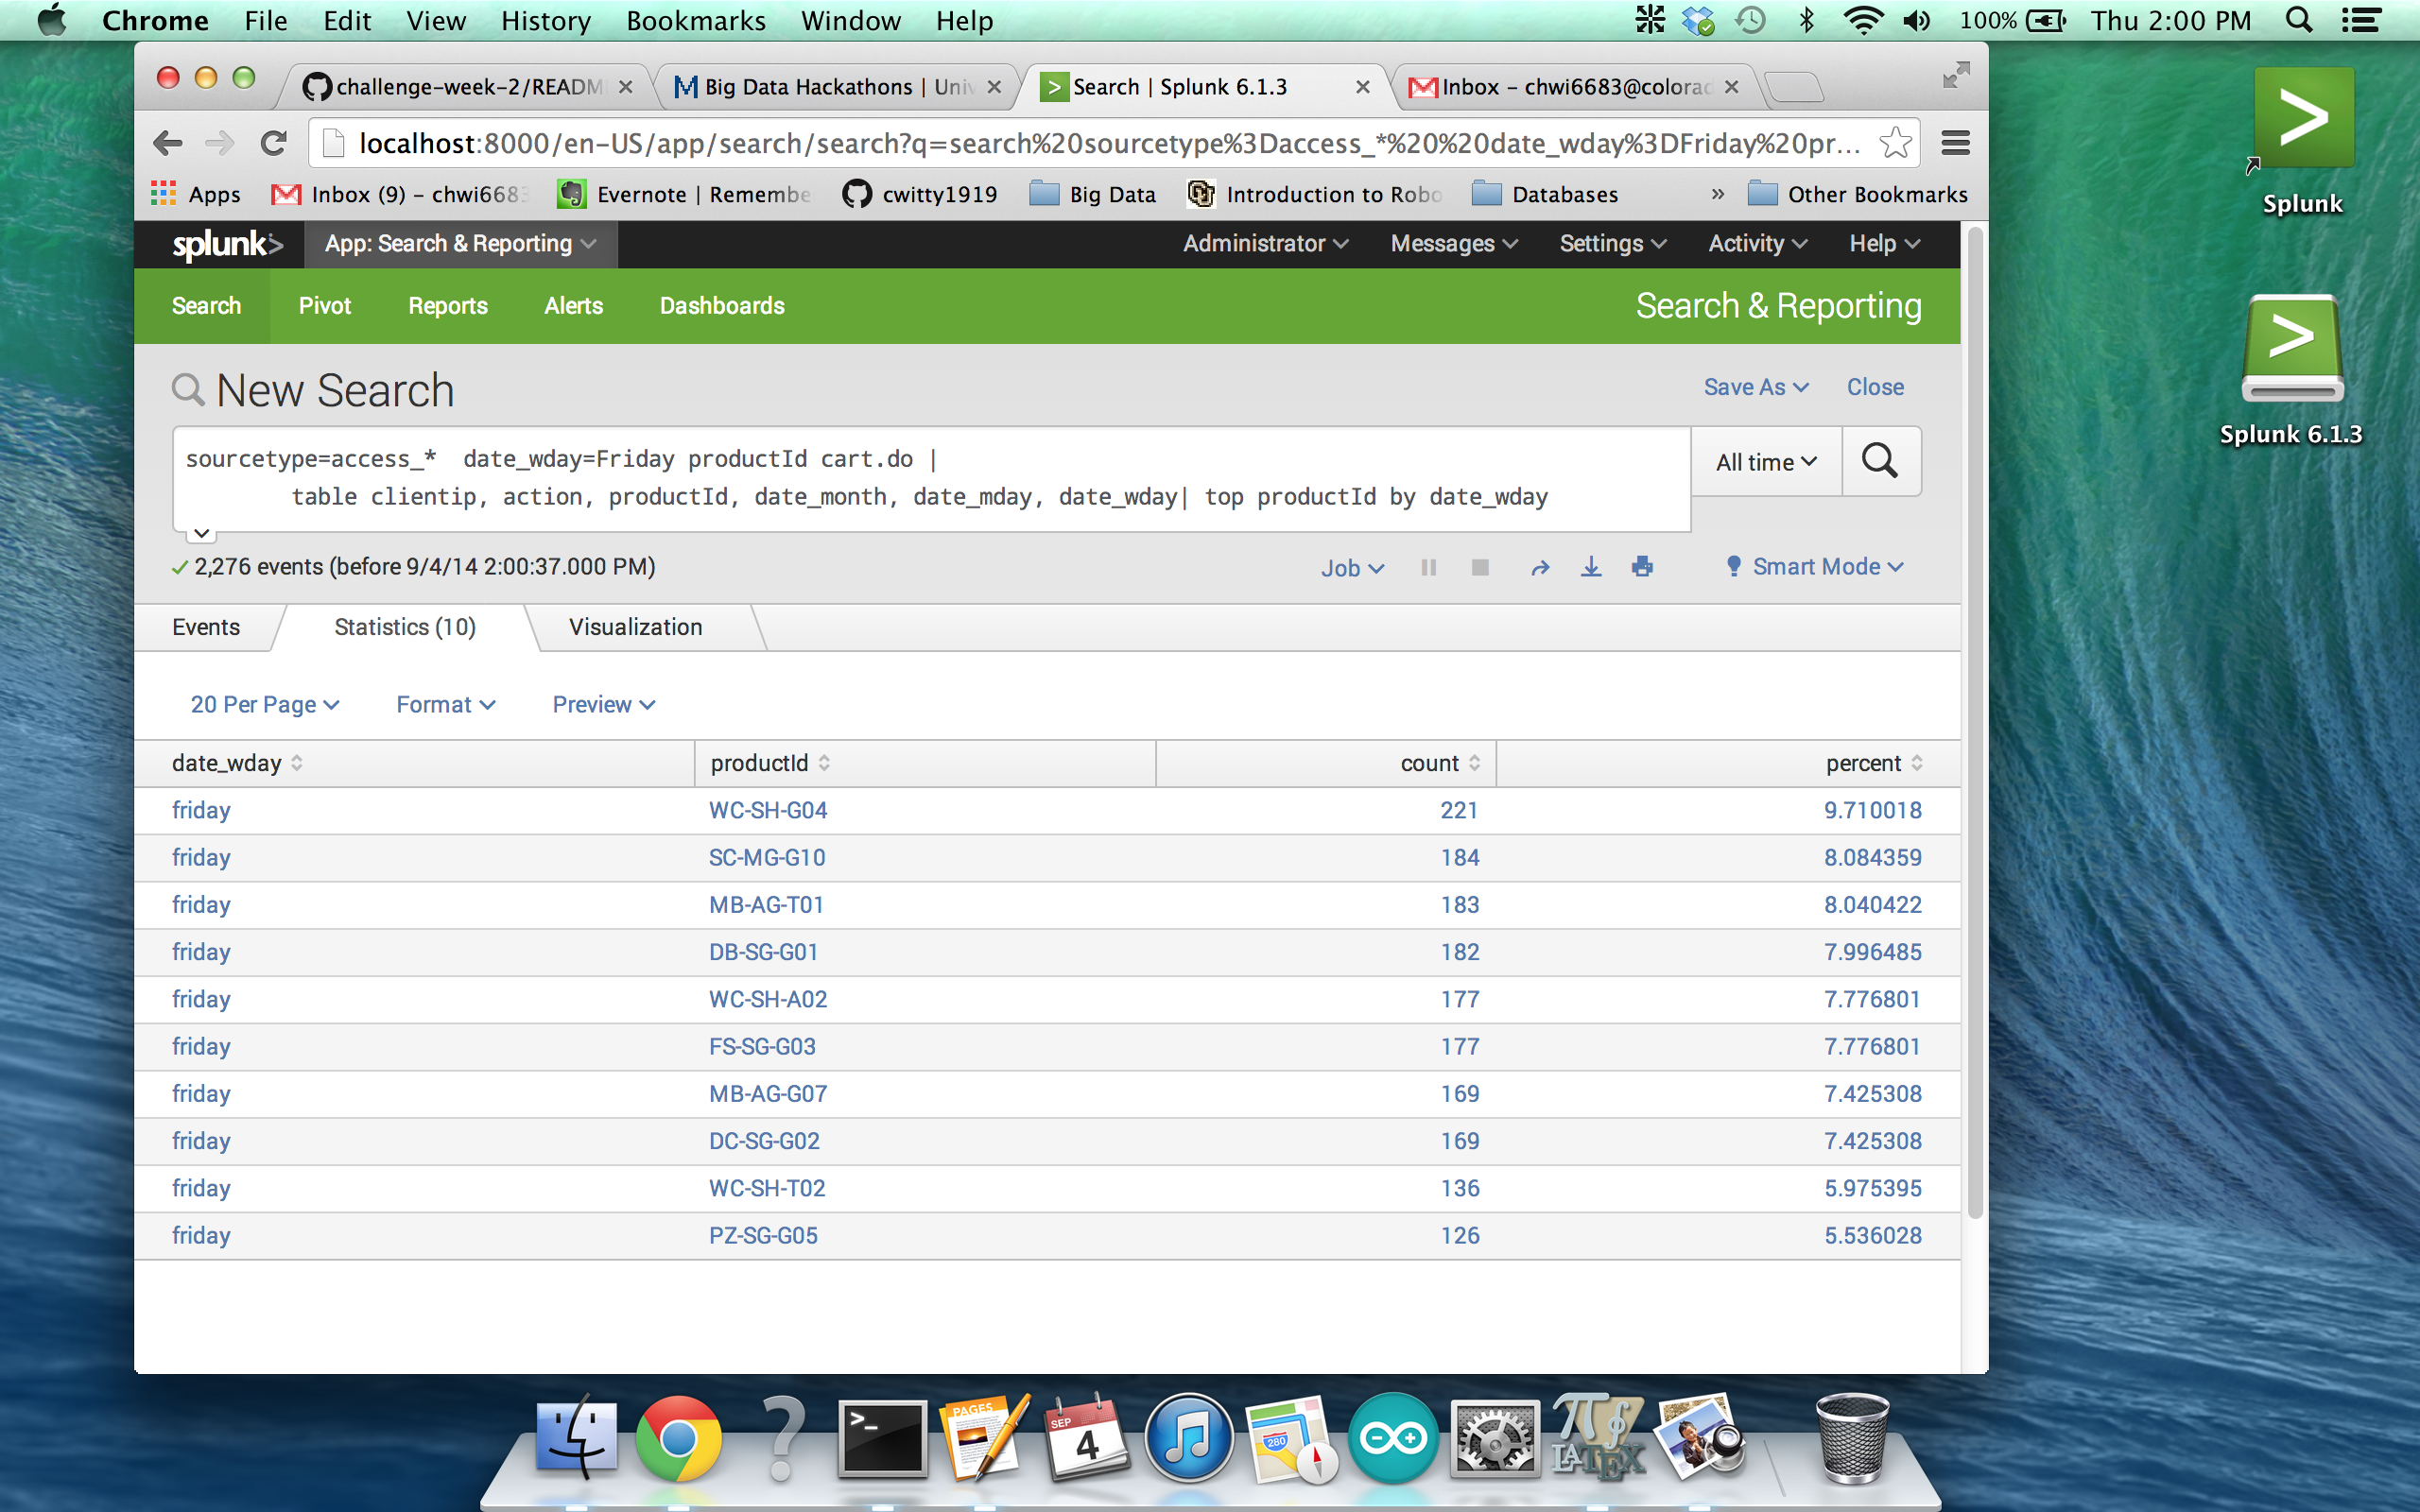 Chrome File Edit View History Bookmarks Window Help 100% Thu 2:00 PM
challenge-week-2/READM Big Data Hackathons | Univ Search | Splunk 6.1.3 Inbox - chwi6683@colorad
localhost:8000/en-US/app/search/search?q=search%20sourcetype%3Daccess_*%20%20date_wday%3DFriday%20pr...
Apps Inbox (9) - chwi6683 Evernote | Remembe cwitty1919 Big Data Introduction to Robo Databases » Other Bookmarks
splunk> App: Search & Reporting Administrator Messages Settings Activity Help
Search Pivot Reports Alerts Dashboards Search & Reporting
New Search Save As Close
sourcetype=access_*  date_wday=Friday productId cart.do |
table clientip, action, productId, date_month, date_mday, date_wday| top productId by date_wday
All time
2,276 events (before 9/4/14 2:00:37.000 PM) Job Smart Mode
Events Statistics (10) Visualization
20 Per Page Format Preview
date_wday productId count percent
friday WC-SH-G04 221 9.710018
friday SC-MG-G10 184 8.084359
friday MB-AG-T01 183 8.040422
friday DB-SG-G01 182 7.996485
friday WC-SH-A02 177 7.776801
friday FS-SG-G03 177 7.776801
friday MB-AG-G07 169 7.425308
friday DC-SG-G02 169 7.425308
friday WC-SH-T02 136 5.975395
friday PZ-SG-G05 126 5.536028
Splunk
Splunk 6.1.3
PAGES
SEP
4
280
LATEX